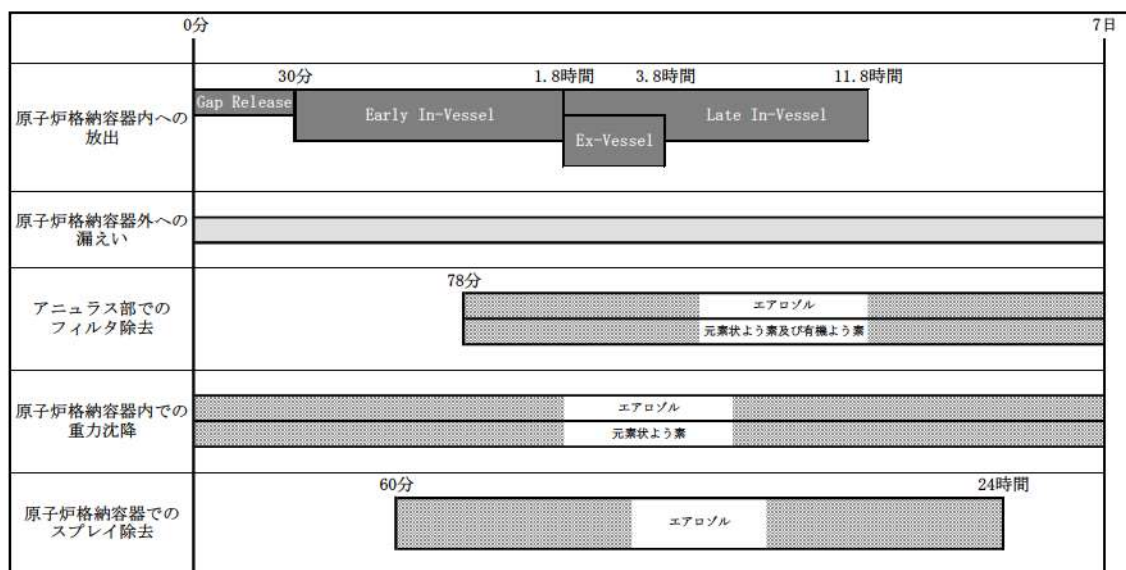 0分
7日
30分
1.8時間
3.8時間
11.8時間
Gap Release
Early In-Vessel
Late In-Vessel
Ex-Vessel
原子炉格納容器内への
放出
原子炉格納容器外への
漏えい
78分
アニュラス部での
フィルタ除去
エアロゾル
元素状よう素及び有機よう素
原子炉格納容器内での
重力沈降
エアロゾル
元素状よう素
60分
24時間
原子炉格納容器での
スプレイ除去
エアロゾル